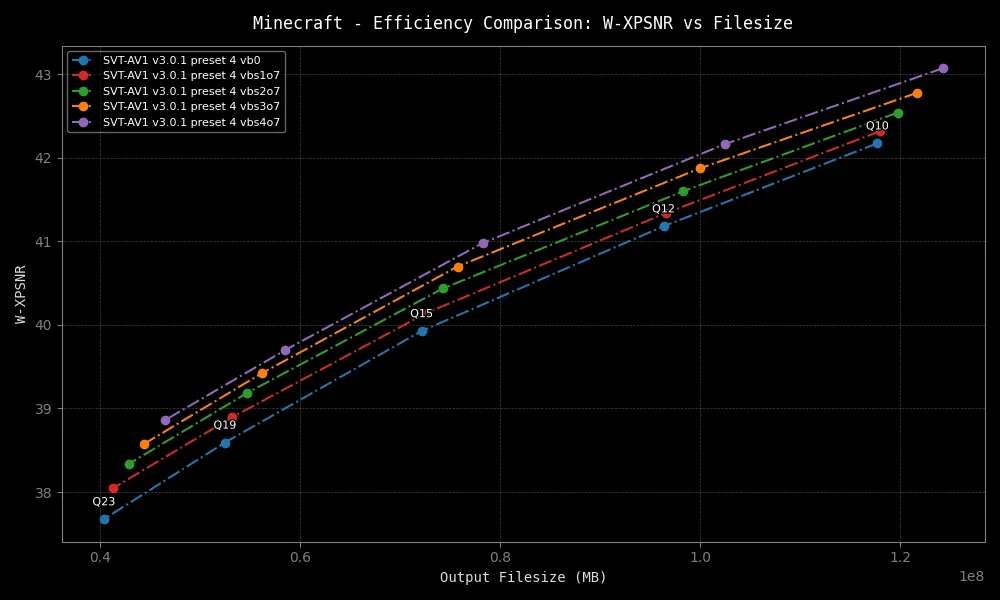 Minecraft - Efficiency Comparison: W-XPSNR vs Filesize
SVT-AV1 v3.0.1 preset 4 vb0
SVT-AV1 v3.0.1 preset 4 vbs1o7
SVT-AV1 v3.0.1 preset 4 vbs2o7
SVT-AV1 v3.0.1 preset 4 vbs3o7
SVT-AV1 v3.0.1 preset 4 vbs4o7
43
42
41
40
39
38
W-XPSNR
Q10
Q12
Q15
Q19
Q23
0.4 0.6 0.8 1.0 1.2
1e8
Output Filesize (MB)